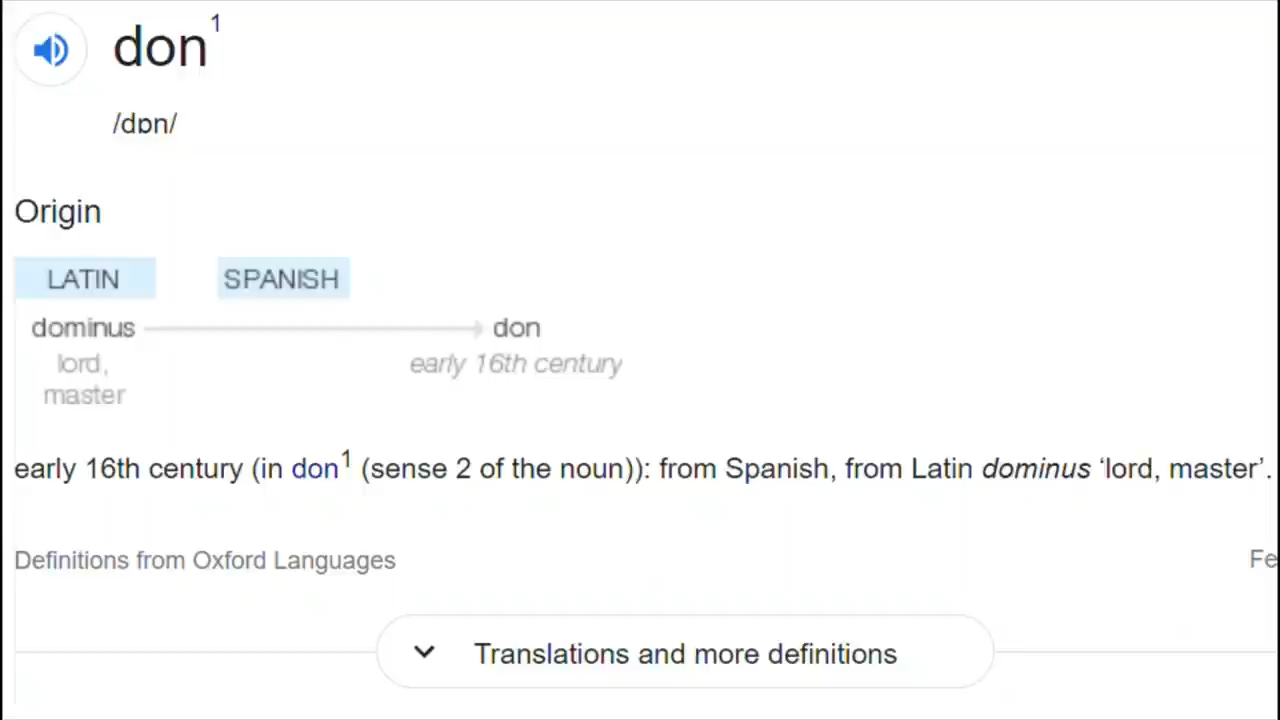 don1
/dɒn/
Origin
LATIN SPANISH
dominus don
lord, early 16th century
master
early 16th century (in don1 (sense 2 of the noun)): from Spanish, from Latin dominus ‘lord, master’.
Definitions from Oxford Languages Fe
Translations and more definitions